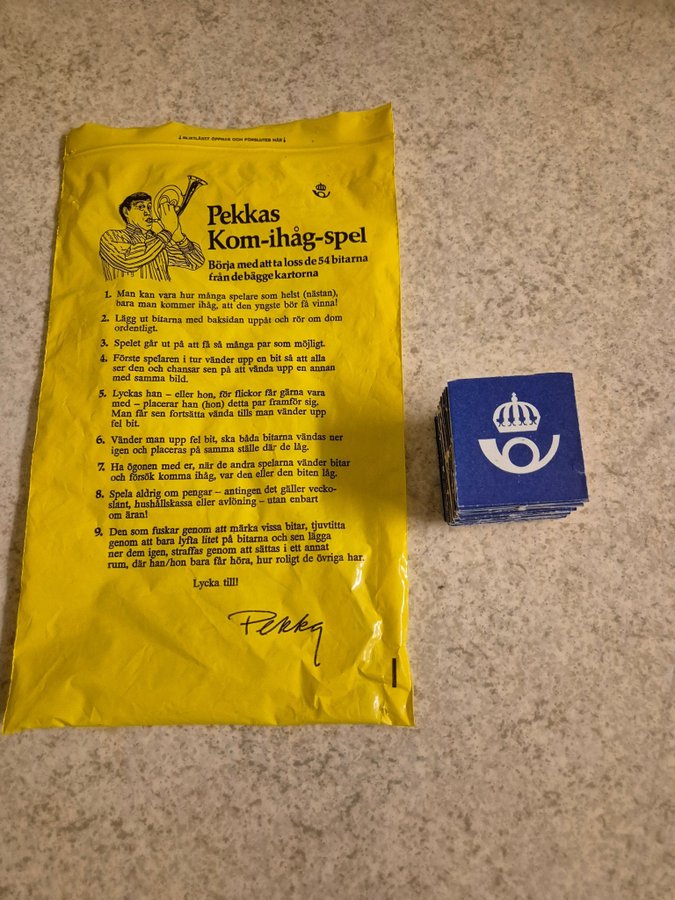 ↓ BLIXTLÄTT ÖPPNAS OCH FÖRSLUTES HÄR ↓
Pekkas
Kom-ihåg-spel
Börja med att ta loss de 54 bitarna
från de bägge kartorna
1. Man kan vara hur många spelare som helst (nästan),
bara man kommer ihåg, att den yngste bör få vinna!
2. Lägg ut bitarna med baksidan uppåt och rör om dom
ordentligt.
3. Spelet går ut på att få så många par som möjligt.
4. Förste spelaren i tur vänder upp en bit så att alla
ser den och chansar sen på att vända upp en annan
med samma bild.
5. Lyckas han – eller hon, för flickor får gärna vara
med – placerar han (hon) detta par framför sig.
Man får sen fortsätta vända tills man vänder upp
fel bit.
6. Vänder man upp fel bit, ska båda bitarna vändas ner
igen och placeras på samma ställe där de låg.
7. Ha ögonen med er, när de andra spelarna vänder bitar
och försök komma ihåg, var den eller den biten låg.
8. Spela aldrig om pengar – antingen det gäller vecko-
slant, hushållskassa eller avlöning – utan enbart
om äran!
9. Den som fuskar genom att märka vissa bitar, tjuvtitta
genom att bara lyfta litet på bitarna och sen lägga
ner dem igen, straffas genom att sättas i ett annat
rum, där han/hon bara får höra, hur roligt de övriga har.
Lycka till!
Pekka